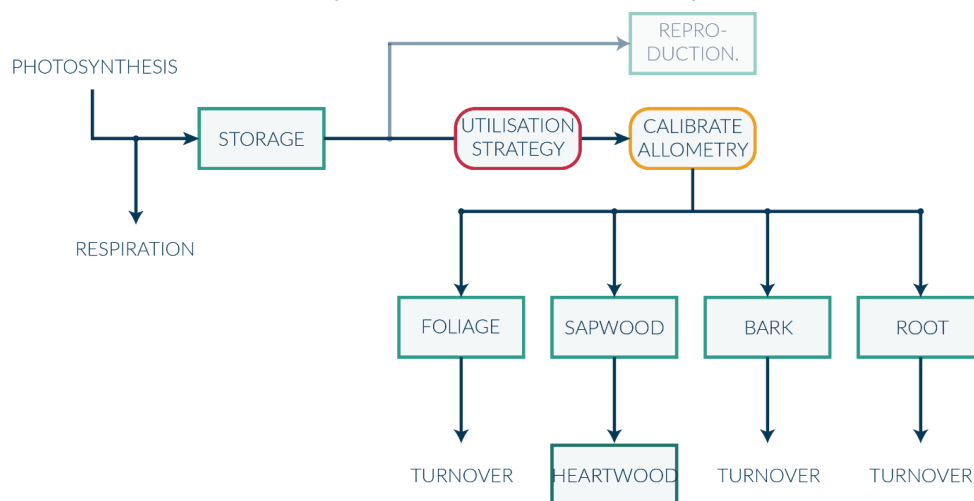 REPRO-
DUCTION.
PHOTOSYNTHESIS
STORAGE
UTILISATION
STRATEGY
CALIBRATE
ALLOMETRY
RESPIRATION
FOLIAGE
SAPWOOD
BARK
ROOT
TURNOVER
HEARTWOOD
TURNOVER
TURNOVER